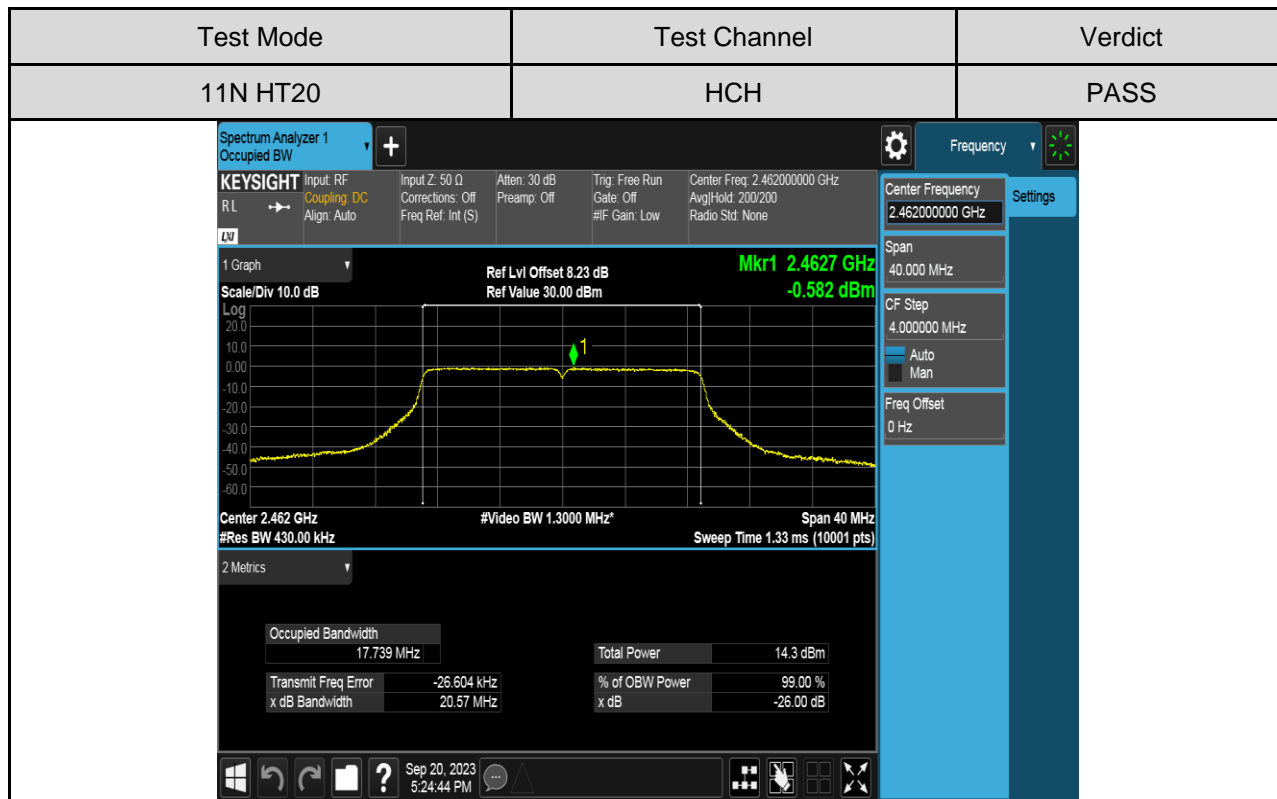 Test Mode Test Channel Verdict
11N HT20 HCH PASS
Spectrum Analyzer 1
Occupied BW
+
Frequency
KEYSIGHT Input: RF Input Z: 50 Ω Atten: 30 dB Trig: Free Run Center Freq: 2.462000000 GHz
RL Coupling: DC Corrections: Off Preamp: Off Gate: Off Avg|Hold: 200/200
Align: Auto Freq Ref: Int (S) #IF Gain: Low Radio Std: None
LXI
Center Frequency
2.462000000 GHz
Settings
Span
40.000 MHz
CF Step
4.000000 MHz
Auto
Man
Freq Offset
0 Hz
1 Graph Ref Lvl Offset 8.23 dB Mkr1 2.4627 GHz
Scale/Div 10.0 dB Ref Value 30.00 dBm -0.582 dBm
Log
20.0
10.0
1
0.00
-10.0
-20.0
-30.0
-40.0
-50.0
-60.0
Center 2.462 GHz #Video BW 1.3000 MHz* Span 40 MHz
#Res BW 430.00 kHz Sweep Time 1.33 ms (10001 pts)
2 Metrics
Occupied Bandwidth
17.739 MHz Total Power 14.3 dBm
Transmit Freq Error -26.604 kHz % of OBW Power 99.00 %
x dB Bandwidth 20.57 MHz x dB -26.00 dB
? Sep 20, 2023
5:24:44 PM